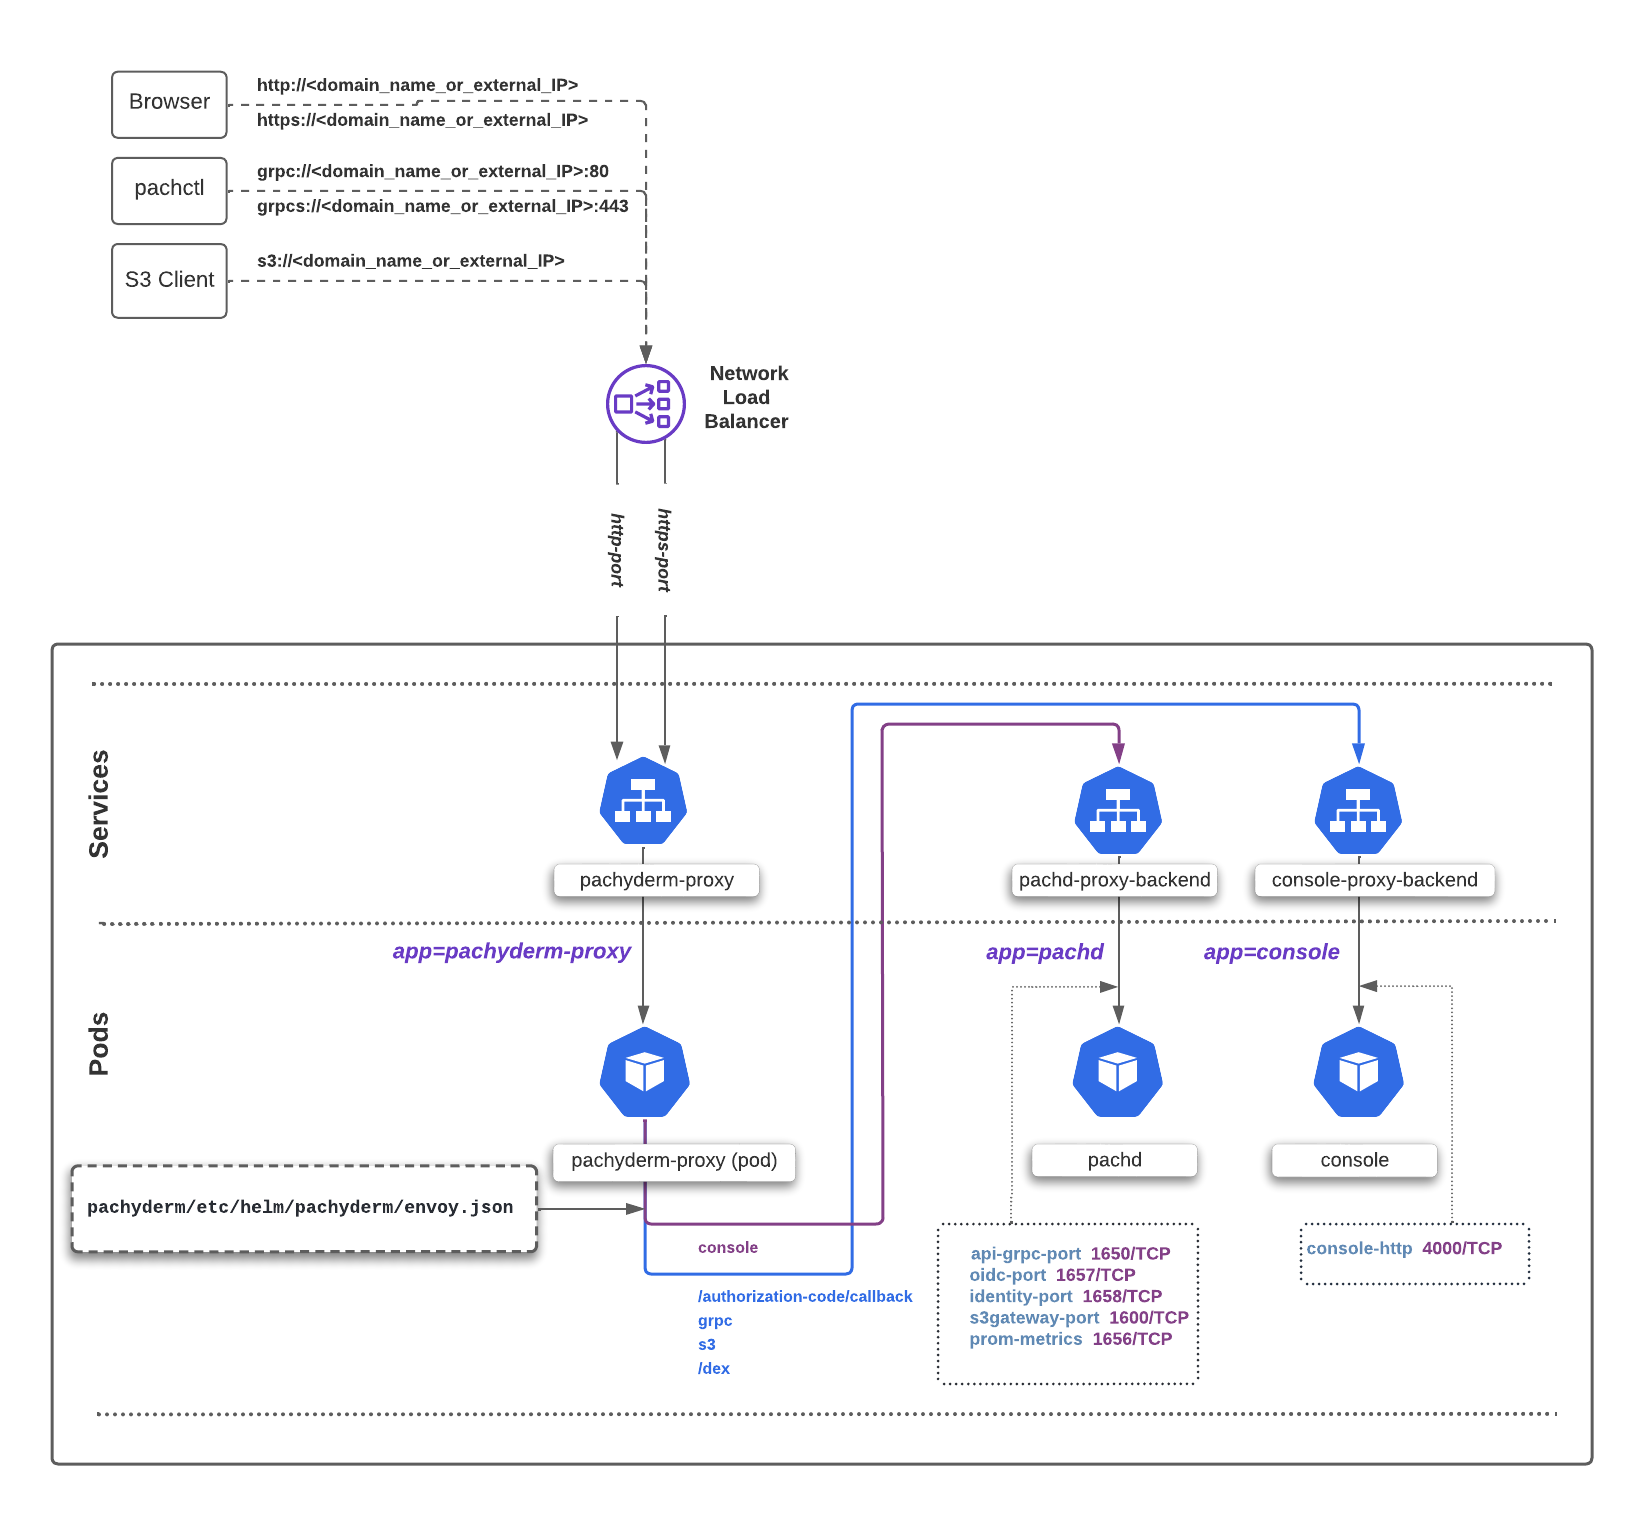 Browser
http://<domain_name_or_external_IP>
https://<domain_name_or_external_IP>
pachctl
grpc://<domain_name_or_external_IP>:80
grpcs://<domain_name_or_external_IP>:443
S3 Client
s3://<domain_name_or_external_IP>
Network
Load
Balancer
http-port
https-port
Services
pachyderm-proxy
pachd-proxy-backend
console-proxy-backend
app=pachyderm-proxy
app=pachd
app=console
Pods
pachyderm-proxy (pod)
pachd
console
pachyderm/etc/helm/pachyderm/envoy.json
console
/authorization-code/callback
grpc
s3
/dex
api-grpc-port 1650/TCP
oidc-port 1657/TCP
identity-port 1658/TCP
s3gateway-port 1600/TCP
prom-metrics 1656/TCP
console-http 4000/TCP